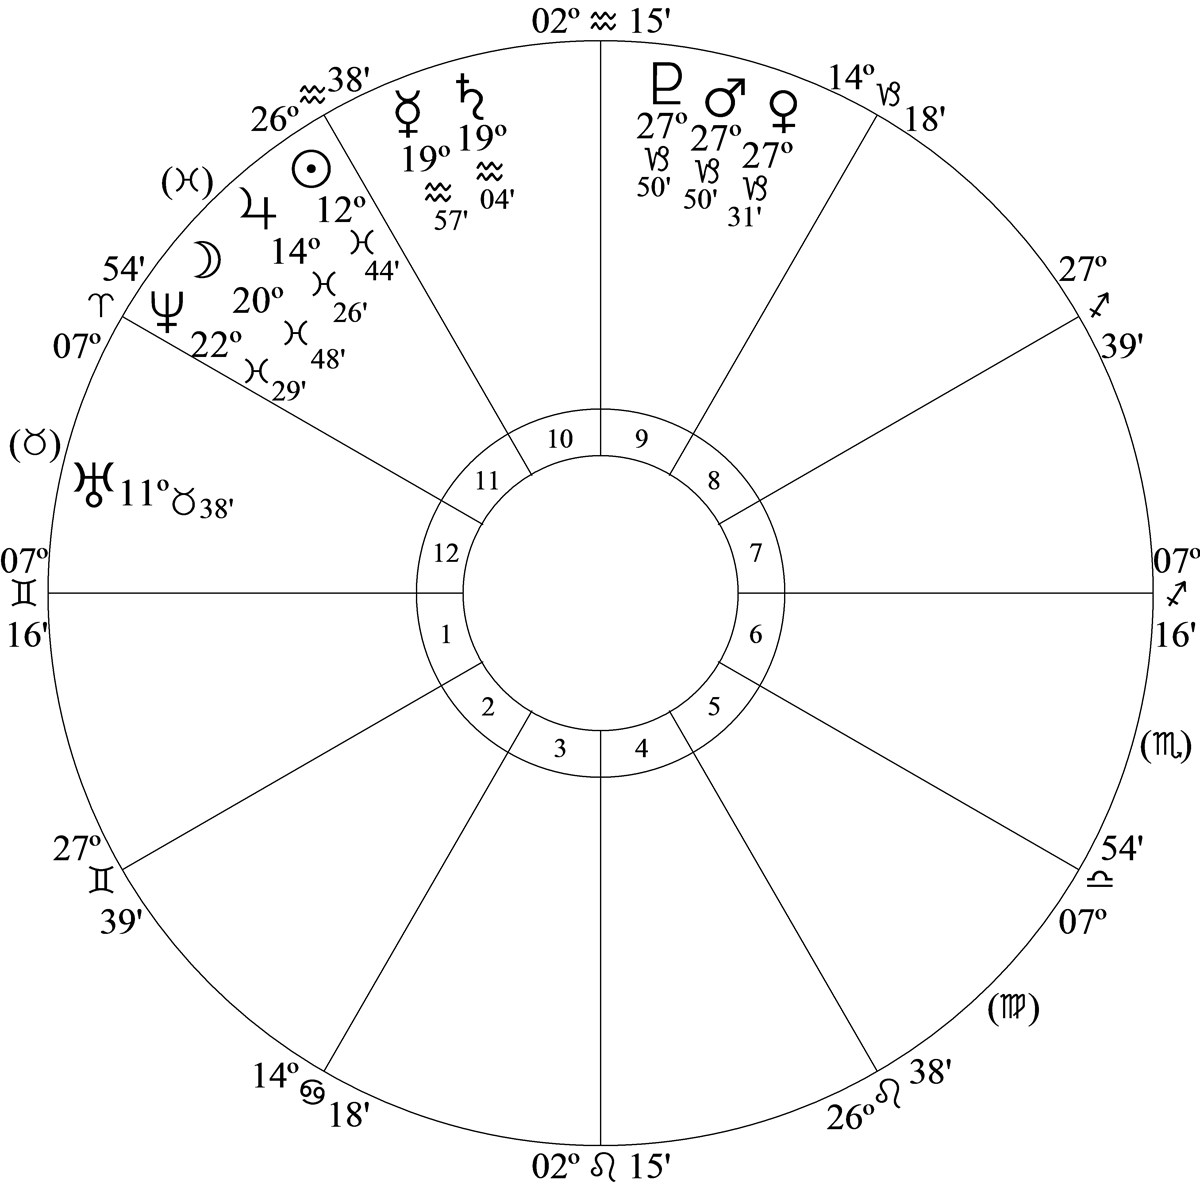 02º ♒ 15'
26º ♒ 38'
14º ♑ 18'
☿ 19º ♒ 57'
♄ 19º ♒ 04'
♇ 27º ♑ 50'
♂ 27º ♑ 50'
♀ 27º ♑ 31'
(♓)
☉ 12º ♓ 44'
♃ 14º ♓ 26'
☽ 20º ♓ 48'
♆ 22º ♓ 29'
54' ♈ 07º
27º ♐ 39'
(♉)
♅ 11º ♉ 38'
10
9
11
8
12
7
1
6
2
5
3
4
07º ♊ 16'
07º ♐ 16'
(♏)
27º ♊ 39'
54' ♎ 07º
(♍)
14º ♋ 18'
26º ♌ 38'
02º ♌ 15'